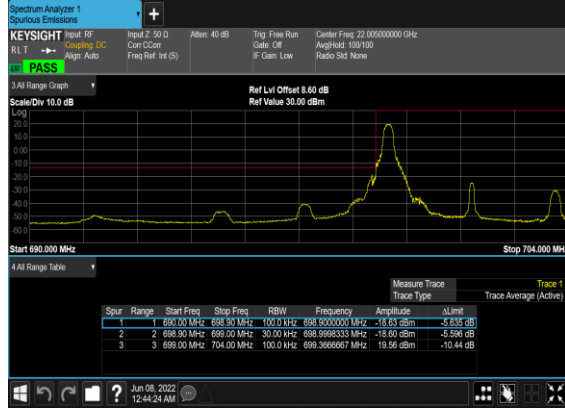 Spectrum Analyzer 1
Spurious Emissions
KEYSIGHT Input: RF Input Z: 50 Ω Atten: 40 dB Trig: Free Run Center Freq: 22.005000000 GHz
RLT Coupling: DC Corr CCorr Gate: Off Avg|Hold: 100/100
Align: Auto Freq Ref: Int (S) IF Gain: Low Radio Std: None
PASS
3 All Range Graph
Ref Lvl Offset 8.60 dB
Scale/Div 10.0 dB Ref Value 30.00 dBm
Log
20.0
10.0
0.00
-10.0
-20.0
-30.0
-40.0
-50.0
-60.0
Start 690.000 MHz Stop 704.000 MH
4 All Range Table
Measure Trace Trace 1
Trace Type Trace Average (Active)
Spur Range Start Freq Stop Freq RBW Frequency Amplitude ΔLimit
1 1 690.00 MHz 698.90 MHz 100.0 kHz 698.9000000 MHz -18.63 dBm -5.635 dB
2 2 698.90 MHz 699.00 MHz 30.00 kHz 698.9998333 MHz -18.60 dBm -5.596 dB
3 3 699.00 MHz 704.00 MHz 100.0 kHz 699.3666667 MHz 19.56 dBm -10.44 dB
? Jun 08, 2022
12:44:24 AM